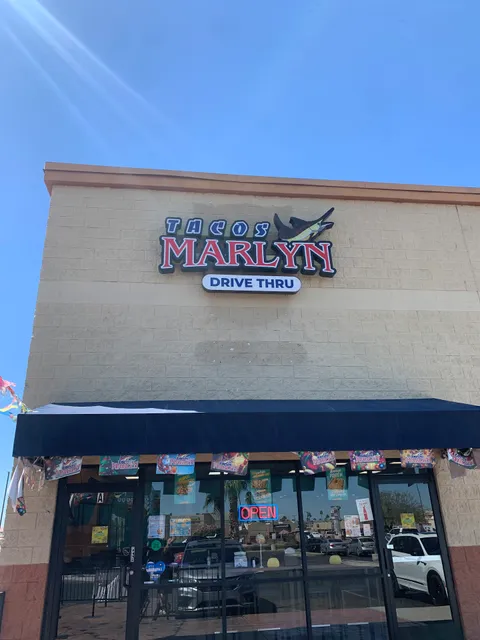 TACOS
MARLYN
DRIVE THRU
A
OPEN